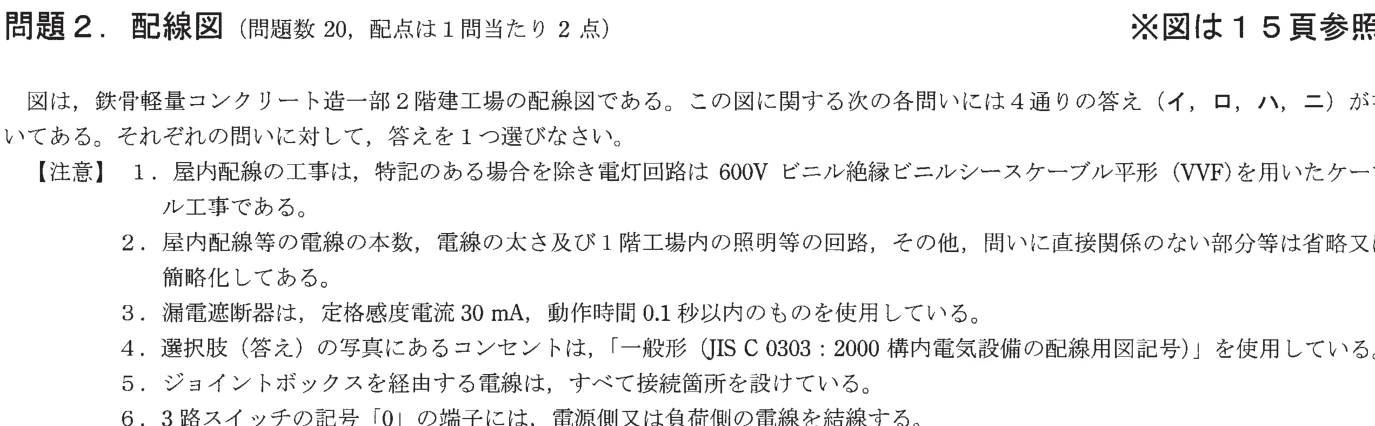 問題2．配線図（問題数 20，配点は1問当たり 2 点）　※図は15頁参照
図は，鉄骨軽量コンクリート造一部2階建工場の配線図である。この図に関する次の各問いには4通りの答え（イ，ロ，ハ，ニ）が
いてある。それぞれの問いに対して，答えを1つ選びなさい。
【注意】 1．屋内配線の工事は，特記のある場合を除き電灯回路は 600V ビニル絶縁ビニルシースケーブル平形（VVF）を用いたケー
ル工事である。
2．屋内配線等の電線の本数，電線の太さ及び1階工場内の照明等の回路，その他，問いに直接関係のない部分等は省略又
簡略化してある。
3．漏電遮断器は，定格感度電流 30 mA，動作時間 0.1 秒以内のものを使用している。
4．選択肢（答え）の写真にあるコンセントは，「一般形（JIS C 0303：2000 構内電気設備の配線用図記号）」を使用している。
5．ジョイントボックスを経由する電線は，すべて接続箇所を設けている。
6．3路スイッチの記号「0」の端子には，電源側又は負荷側の電線を結線する。